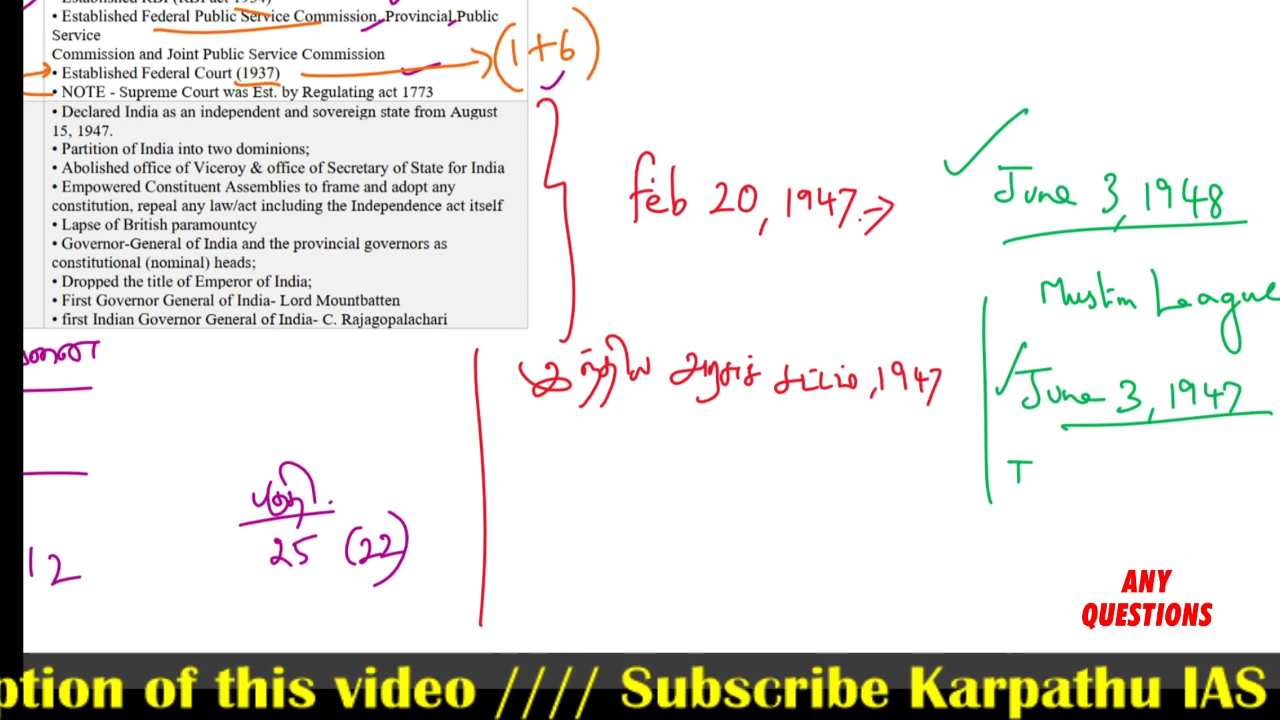 • Established Federal Public Service Commission, Provincial Public
Service
Commission and Joint Public Service Commission
• Established Federal Court (1937)
(1+6)
• NOTE - Supreme Court was Est. by Regulating act 1773
• Declared India as an independent and sovereign state from August
15, 1947.
• Partition of India into two dominions;
• Abolished office of Viceroy & office of Secretary of State for India
• Empowered Constituent Assemblies to frame and adopt any
constitution, repeal any law/act including the Independence act itself
• Lapse of British paramountcy
• Governor-General of India and the provincial governors as
constitutional (nominal) heads;
• Dropped the title of Emperor of India;
• First Governor General of India- Lord Mountbatten
• first Indian Governor General of India- C. Rajagopalachari
Feb 20, 1947.->
June 3, 1948
Muslim League
June 3, 1947
T
இந்திய அரசுச் சட்டம், 1947
25 (22)
12
ANY
QUESTIONS
ption of this video //// Subscribe Karpathu IAS